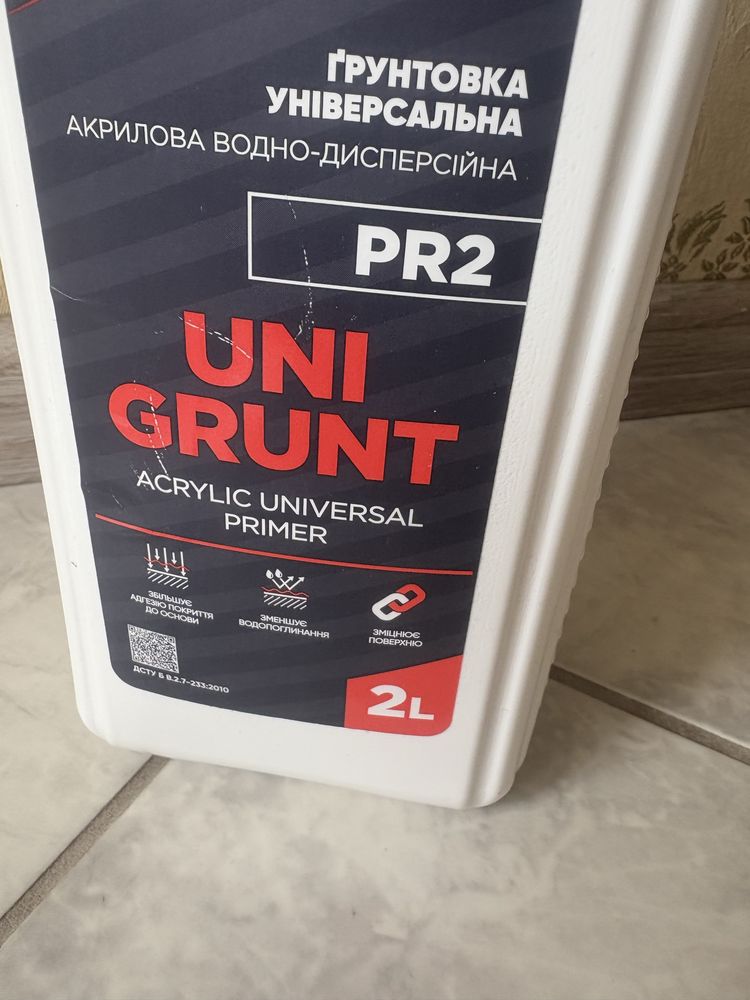 ҐРУНТОВКА
УНІВЕРСАЛЬНА
АКРИЛОВА ВОДНО-ДИСПЕРСІЙНА
PR2
UNI
GRUNT
ACRYLIC UNIVERSAL
PRIMER
ЗБІЛЬШУЄ
АДГЕЗІЮ ПОКРИТТЯ
ДО ОСНОВИ
ЗМЕНШУЄ
ВОДОПОГЛИНАННЯ
ЗМІЦНЮЄ
ПОВЕРХНЮ
ДСТУ Б В.2.7-233:2010
2L